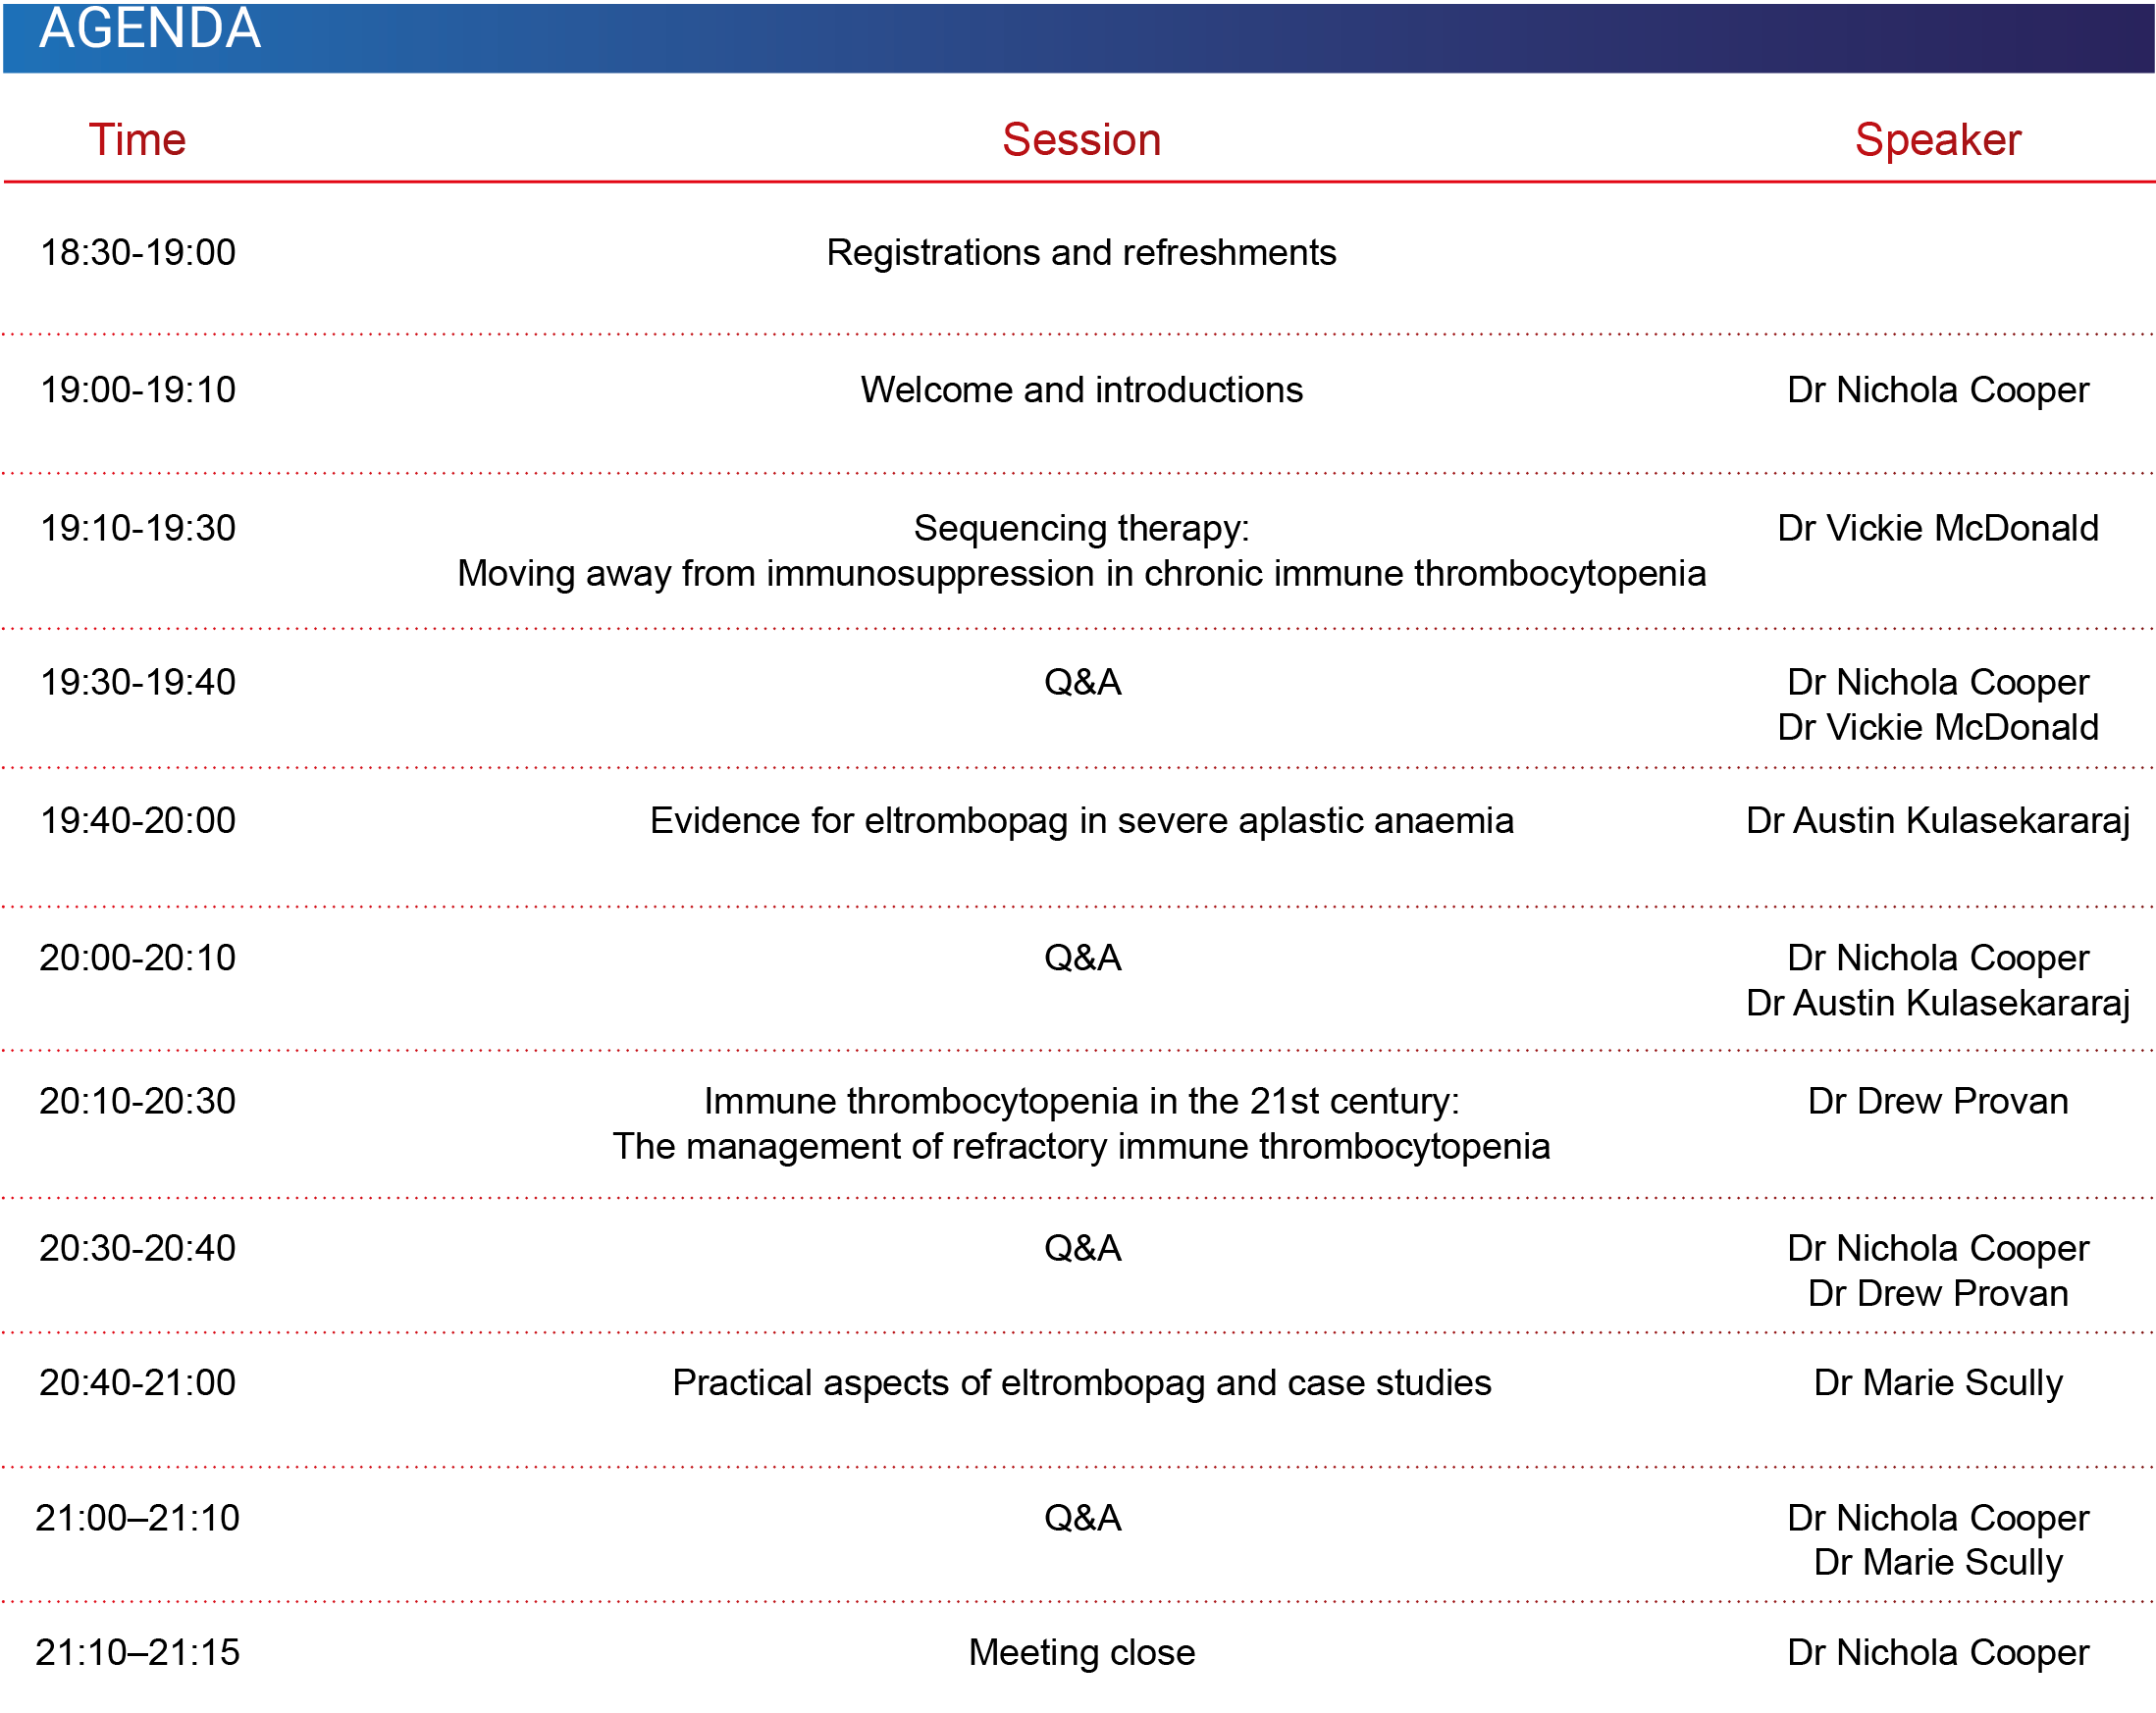 AGENDA
Time Session Speaker
18:30-19:00 Registrations and refreshments
19:00-19:10 Welcome and introductions Dr Nichola Cooper
19:10-19:30 Sequencing therapy: Dr Vickie McDonald
Moving away from immunosuppression in chronic immune thrombocytopenia
19:30-19:40 Q&A Dr Nichola Cooper
Dr Vickie McDonald
19:40-20:00 Evidence for eltrombopag in severe aplastic anaemia Dr Austin Kulasekararaj
20:00-20:10 Q&A Dr Nichola Cooper
Dr Austin Kulasekararaj
20:10-20:30 Immune thrombocytopenia in the 21st century: Dr Drew Provan
The management of refractory immune thrombocytopenia
20:30-20:40 Q&A Dr Nichola Cooper
Dr Drew Provan
20:40-21:00 Practical aspects of eltrombopag and case studies Dr Marie Scully
21:00–21:10 Q&A Dr Nichola Cooper
Dr Marie Scully
21:10–21:15 Meeting close Dr Nichola Cooper